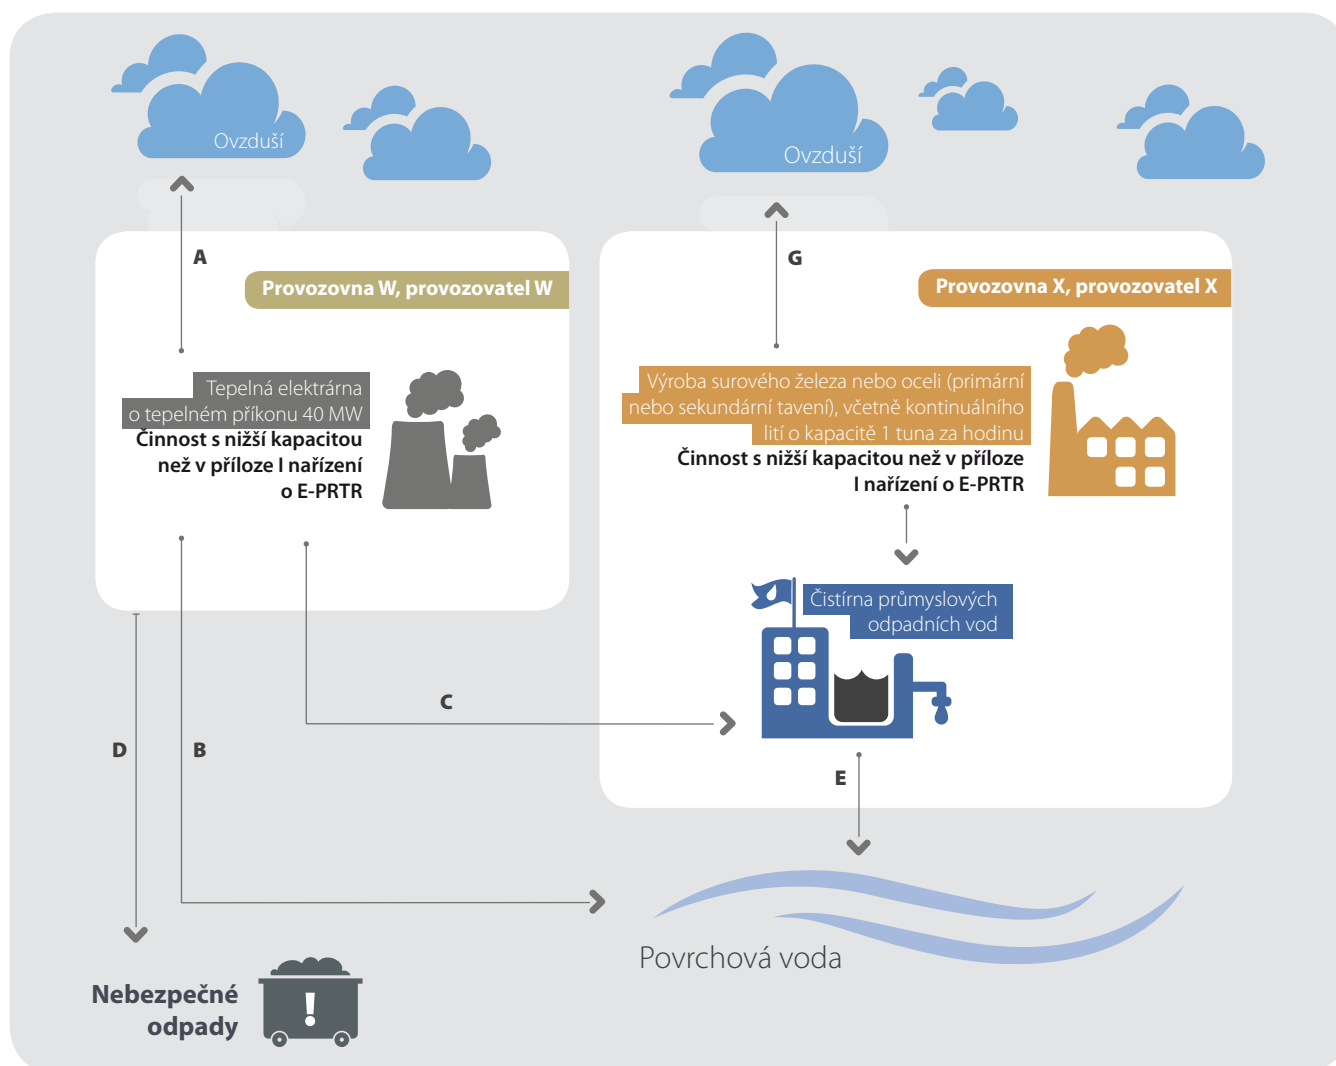 Ovzduší
Ovzduší
A
G
Provozovna W, provozovatel W
Provozovna X, provozovatel X
Tepelná elektrárna
o tepelném příkonu 40 MW
Činnost s nižší kapacitou
než v příloze I nařízení
o E-PRTR
Výroba surového železa nebo oceli (primární
nebo sekundární tavení), včetně kontinuálního
lití o kapacitě 1 tuna za hodinu
Činnost s nižší kapacitou než v příloze
I nařízení o E-PRTR
Čistírna průmyslových
odpadních vod
C
D
B
E
Povrchová voda
Nebezpečné
odpady
!